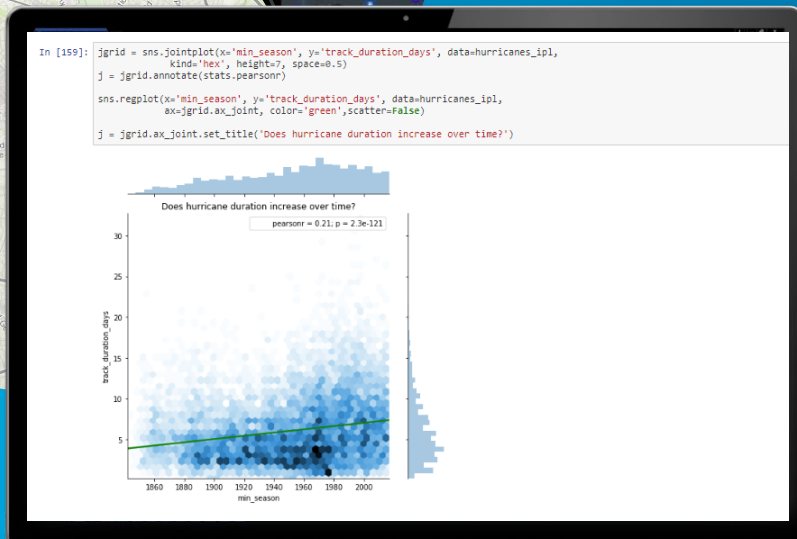 In [159]: jgrid = sns.jointplot(x='min_season', y='track_duration_days', data=hurricanes_ipl,
kind='hex', height=7, space=0.5)
j = jgrid.annotate(stats.pearsonr)
sns.regplot(x='min_season', y='track_duration_days', data=hurricanes_ipl,
ax=jgrid.ax_joint, color='green',scatter=False)
j = jgrid.ax_joint.set_title('Does hurricane duration increase over time?')
Does hurricane duration increase over time?
pearsonr = 0.21; p = 2.3e-121
30
25
20
15
10
5
track_duration_days
1860 1880 1900 1920 1940 1960 1980 2000
min_season